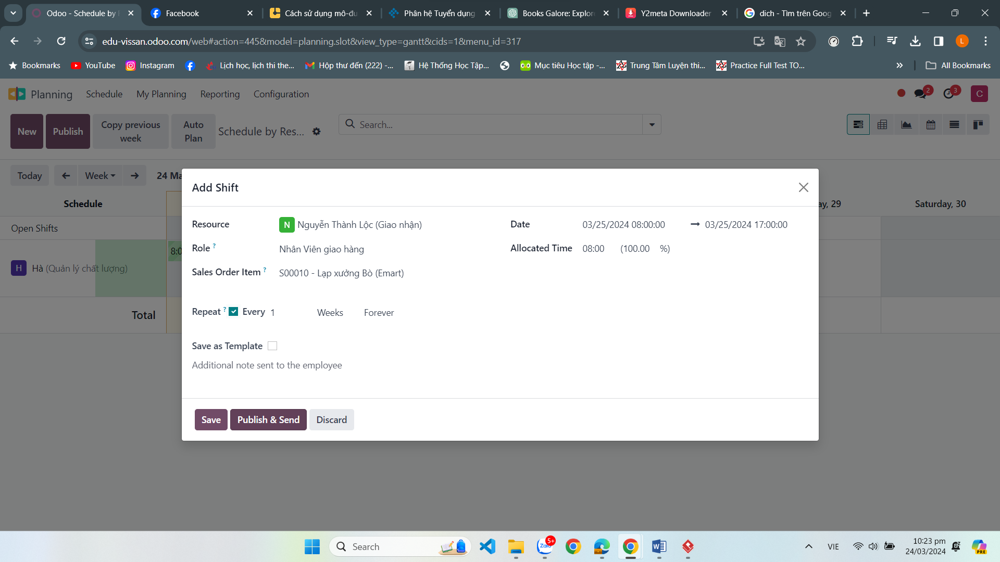 Odoo - Schedule by
Facebook
Cách sử dụng mô-đu
Phân hệ Tuyển dụng
Books Galore: Explor
Y2meta Downloader
dich - Tìm trên Goog
edu-vissan.odoo.com/web#action=445&model=planning.slot&view_type=gantt&cids=1&menu_id=317
L
Bookmarks
YouTube
Instagram
Lịch học, lịch thi the...
Hộp thư đến (222) -...
Hệ Thống Học Tập...
Mục tiêu Học tập -...
Trung Tâm Luyện thi...
Practice Full Test TO...
All Bookmarks
Planning
Schedule
My Planning
Reporting
Configuration
2
3
C
New
Publish
Copy previous
week
Auto
Plan
Schedule by Res...
Search...
Today
Week
24 Ma
Schedule
ay, 29
Saturday, 30
Open Shifts
8:0
H
Hà (Quản lý chất lượng)
Total
Add Shift
Resource
N
Nguyễn Thành Lộc (Giao nhận)
Date
03/25/2024 08:00:00
03/25/2024 17:00:00
Role ?
Nhân Viên giao hàng
Allocated Time
08:00
(100.00 %)
Sales Order Item ?
S00010 - Lạp xưởng Bò (Emart)
Repeat ?
Every 1
Weeks
Forever
Save as Template
Additional note sent to the employee
Save
Publish & Send
Discard
Search
Zalo
5+
W
VIE
10:23 pm
24/03/2024
PRE